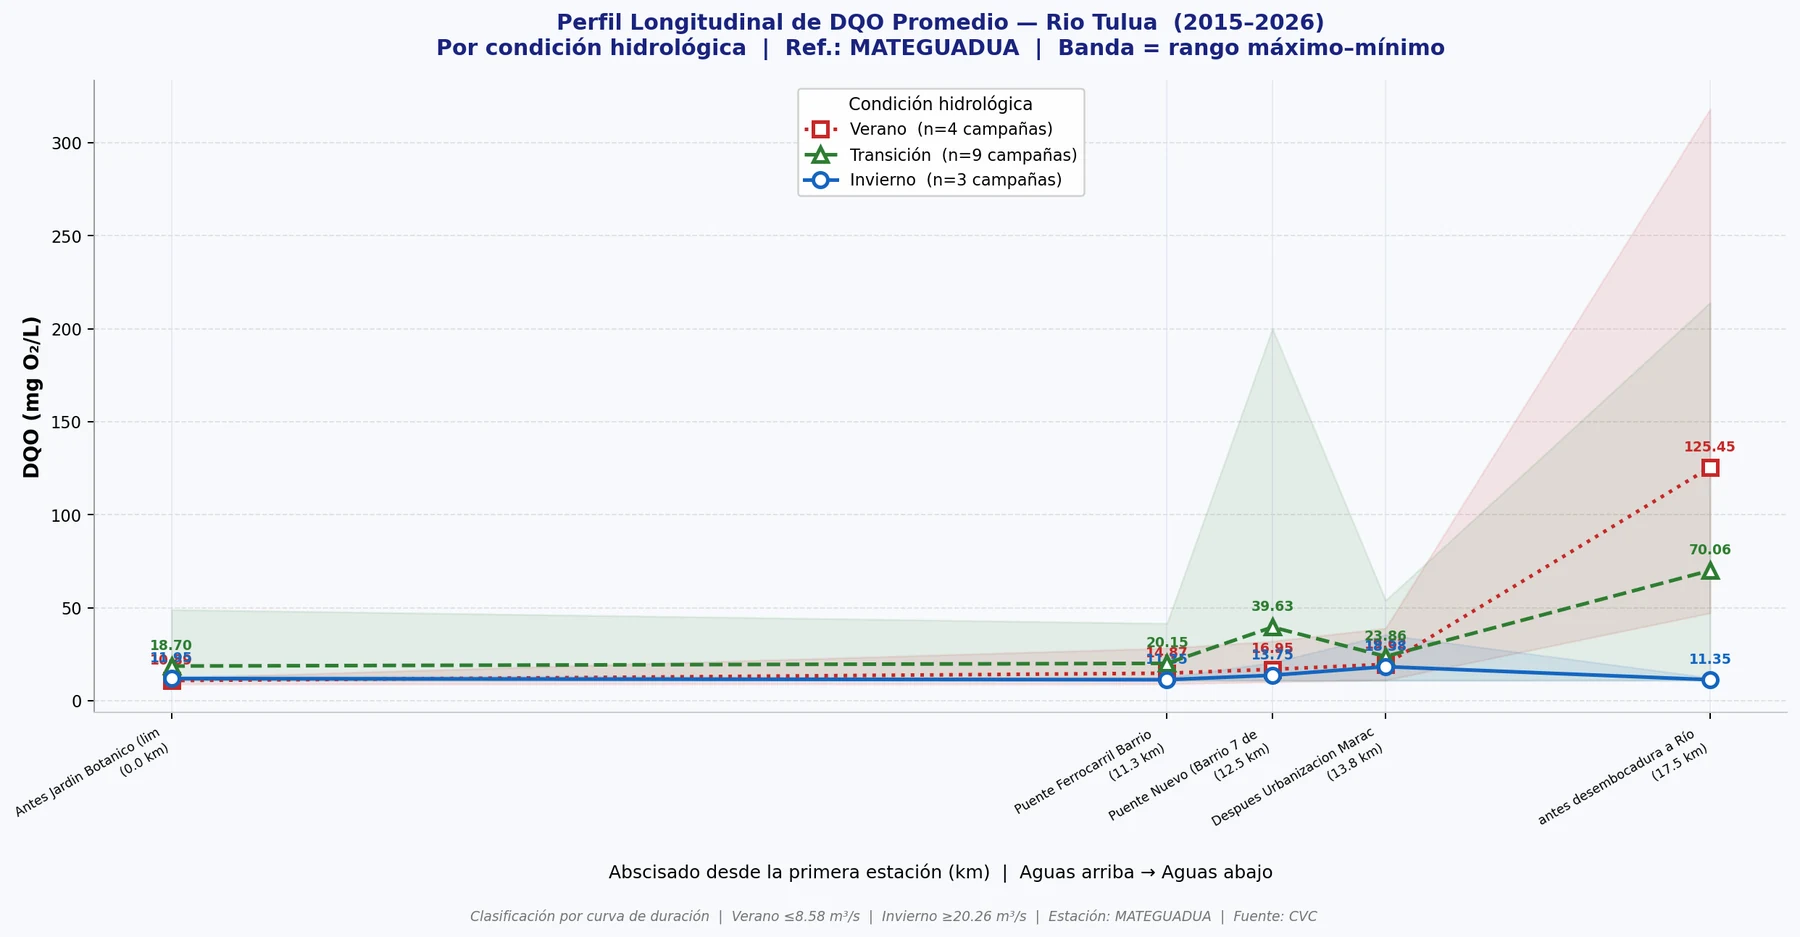 Perfil Longitudinal de DQO Promedio — Rio Tulua  (2015–2026)
Por condición hidrológica  |  Ref.: MATEGUADUA  |  Banda = rango máximo–mínimo
Condición hidrológica
Verano  (n=4 campañas)
Transición  (n=9 campañas)
Invierno  (n=3 campañas)
DQO (mg O₂/L)
300
250
200
150
100
50
0
18.70
11.95
20.15
14.87
39.63
16.95
13.75
23.86
125.45
70.06
11.35
Antes Jardin Botanico (lim
(0.0 km)
Puente Ferrocarril Barrio
(11.3 km)
Puente Nuevo (Barrio 7 de
(12.5 km)
Despues Urbanizacion Marac
(13.8 km)
antes desembocadura a Río
(17.5 km)
Abscisado desde la primera estación (km)  |  Aguas arriba → Aguas abajo
Clasificación por curva de duración  |  Verano ≤8.58 m³/s  |  Invierno ≥20.26 m³/s  |  Estación: MATEGUADUA  |  Fuente: CVC